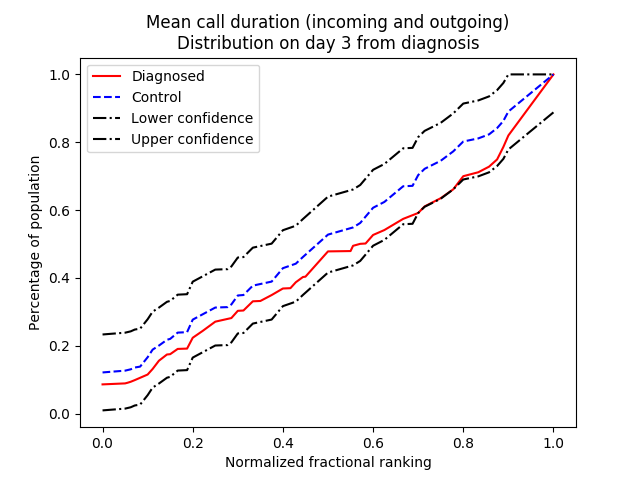 Mean call duration (incoming and outgoing)
Distribution on day 3 from diagnosis
Diagnosed
Control
Lower confidence
Upper confidence
Percentage of population
1.0
0.8
0.6
0.4
0.2
0.0
0.0 0.2 0.4 0.6 0.8 1.0
Normalized fractional ranking